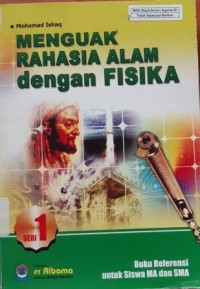 Mohamad Ishaq
MENGUAK
RAHASIA ALAM
dengan FISIKA
SERI 1
PT Albama
Buku Referensi
untuk Siswa MA dan SMA